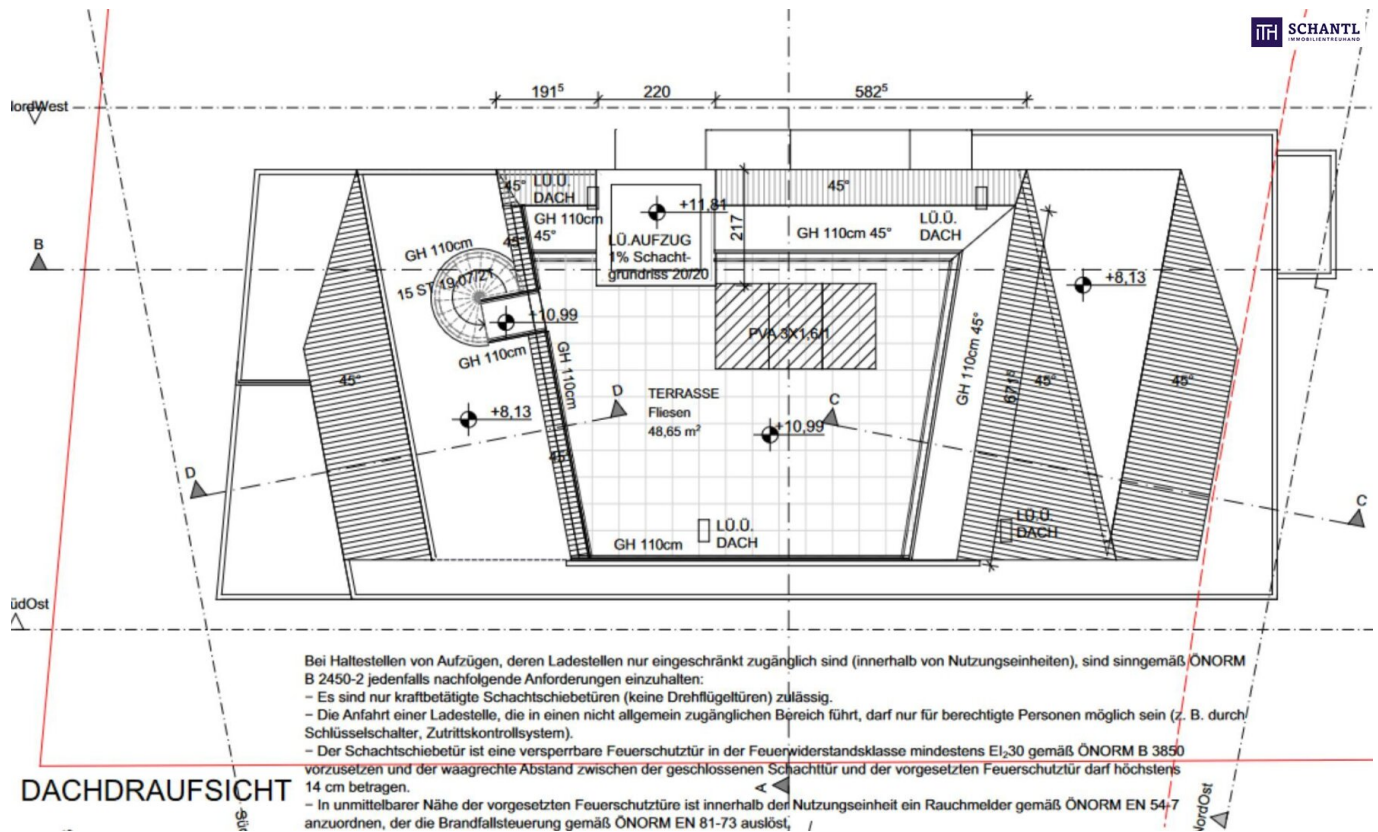 SCHANTL
IMMOBILIENTREUHAND
191⁵
220
582⁵
NordWest
45°
LÜ.Ü.
DACH
+11,81
45°
GH 110cm
45°
217
GH 110cm 45°
LÜ.Ü.
DACH
B
GH 110cm
45°
LÜ.AUFZUG
1% Schacht-
grundriss 20/20
+8,13
15 ST 19,07/21
+10,99
PVA 3X1,6/1
GH 110cm
GH 110cm
GH 110cm 45°
671⁵
45°
45°
45°
D
TERRASSE
Fliesen
48,65 m²
C
+8,13
+10,99
45°
D
C
LÜ.Ü.
DACH
LÜ.Ü.
DACH
GH 110cm
üdOst
Bei Haltestellen von Aufzügen, deren Ladestellen nur eingeschränkt zugänglich sind (innerhalb von Nutzungseinheiten), sind sinngemäß ÖNORM
B 2450-2 jedenfalls nachfolgende Anforderungen einzuhalten:
– Es sind nur kraftbetätigte Schachtschiebetüren (keine Drehflügeltüren) zulässig.
– Die Anfahrt einer Ladestelle, die in einen nicht allgemein zugänglichen Bereich führt, darf nur für berechtigte Personen möglich sein (z. B. durch
Schlüsselschalter, Zutrittskontrollsystem).
– Der Schachtschiebetür ist eine versperrbare Feuerschutztür in der Feuerwiderstandsklasse mindestens EI₂30 gemäß ÖNORM B 3850
vorzusetzen und der waagrechte Abstand zwischen der geschlossenen Schachttür und der vorgesetzten Feuerschutztür darf höchstens
14 cm betragen.
– In unmittelbarer Nähe der vorgesetzten Feuerschutztüre ist innerhalb der Nutzungseinheit ein Rauchmelder gemäß ÖNORM EN 54-7
anzuordnen, der die Brandfallsteuerung gemäß ÖNORM EN 81-73 auslöst.
DACHDRAUFSICHT
A
NordOst